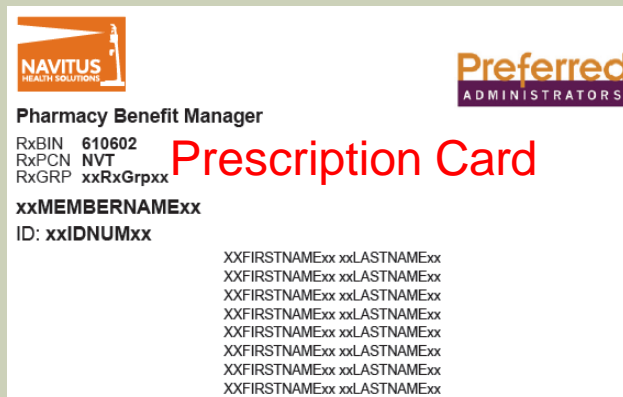 NAVITUS
HEALTH SOLUTIONS
Preferred
ADMINISTRATORS
Pharmacy Benefit Manager
RxBIN 610602
RxPCN NVT
RxGRP xxRxGrpxx
Prescription Card
xxMEMBERNAMExx
ID: xxIDNUMxx
XXFIRSTNAMExx xxLASTNAMExx
XXFIRSTNAMExx xxLASTNAMExx
XXFIRSTNAMExx xxLASTNAMExx
XXFIRSTNAMExx xxLASTNAMExx
XXFIRSTNAMExx xxLASTNAMExx
XXFIRSTNAMExx xxLASTNAMExx
XXFIRSTNAMExx xxLASTNAMExx
XXFIRSTNAMExx xxLASTNAMExx